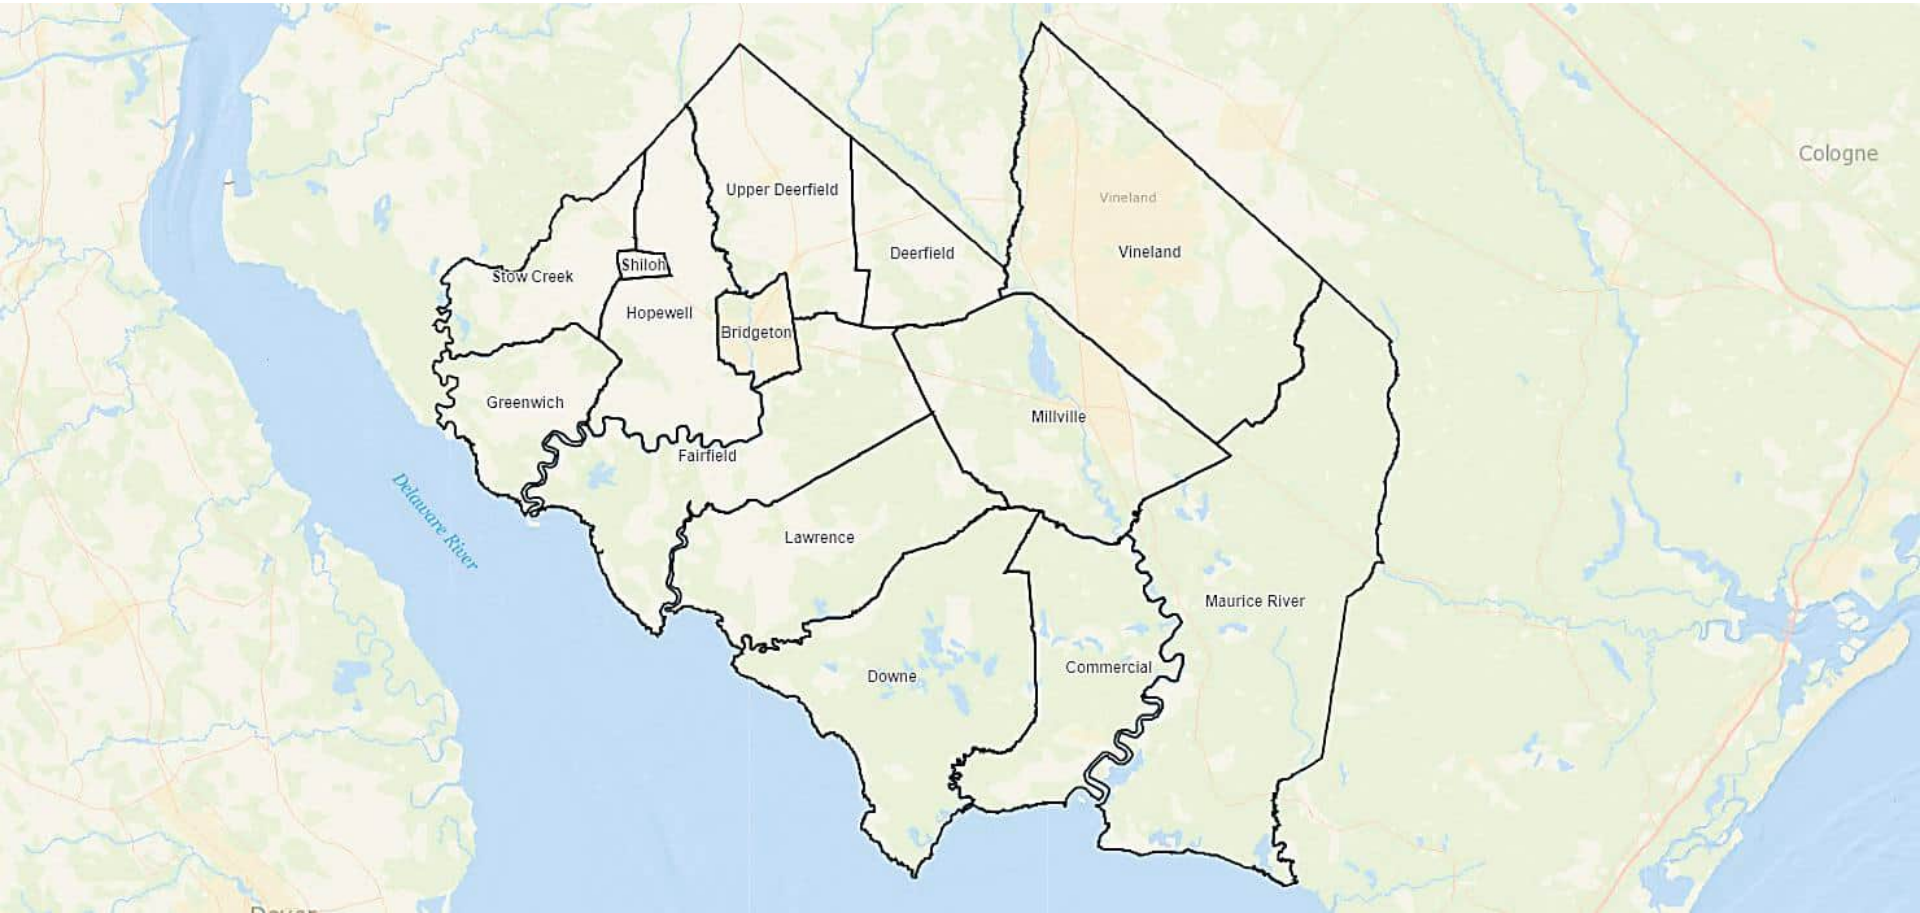 Cologne
Upper Deerfield
Vineland
Deerfield
Vineland
Shiloh
Stow Creek
Hopewell
Bridgeton
Greenwich
Millville
Fairfield
Delaware River
Lawrence
Maurice River
Commercial
Downe